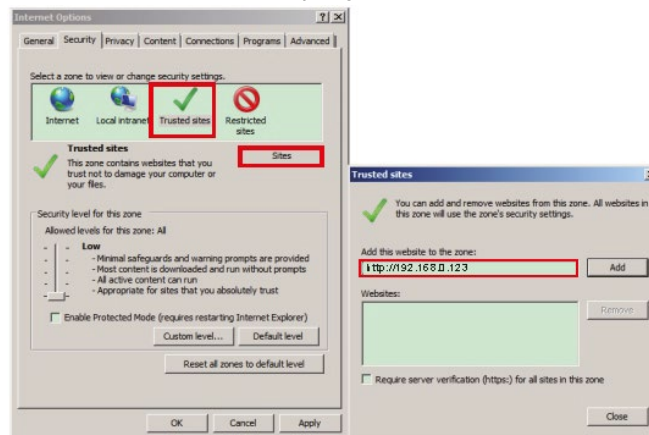 Internet Options
General Security Privacy Content Connections Programs Advanced
Select a zone to view or change security settings.
Internet Local intranet Trusted sites Restricted sites
Trusted sites
This zone contains websites that you
trust not to damage your computer or
your files.
Sites
Security level for this zone
Allowed levels for this zone: All
Low
- Minimal safeguards and warning prompts are provided
- Most content is downloaded and run without prompts
- All active content can run
- Appropriate for sites that you absolutely trust
Enable Protected Mode (requires restarting Internet Explorer)
Custom level... Default level
Reset all zones to default level
OK Cancel Apply
Trusted sites
You can add and remove websites from this zone. All websites in
this zone will use the zone's security settings.
Add this website to the zone:
http://192.168.0.123 Add
Websites:
Remove
Require server verification (https:) for all sites in this zone
Close